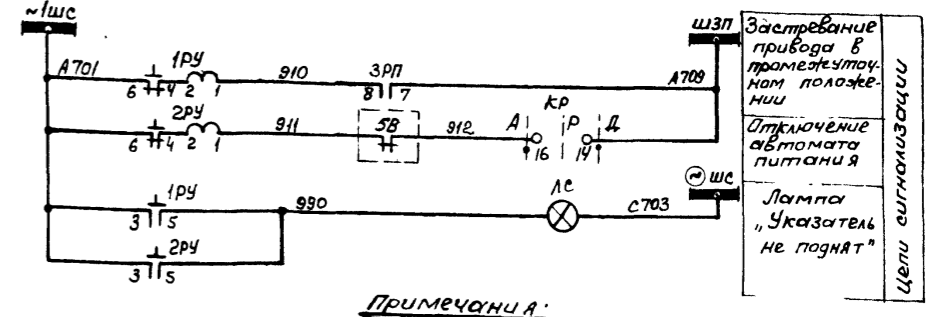 ~1шс
ШЗП
А701
1РУ
6 4 2 1
910
3РП
8 7
А709
2РУ
6 4 2 1
911
5В
912
КР
А Р Д
16 14
1РУ
3 5
990
ЛС
С703
~ шс
2РУ
3 5
Застревание
привода в
промежуточ-
ном положе-
нии
Отключение
автомата
питания
Лампа
„Указатель
не поднят"
Цепи сигнализации
Примечания: